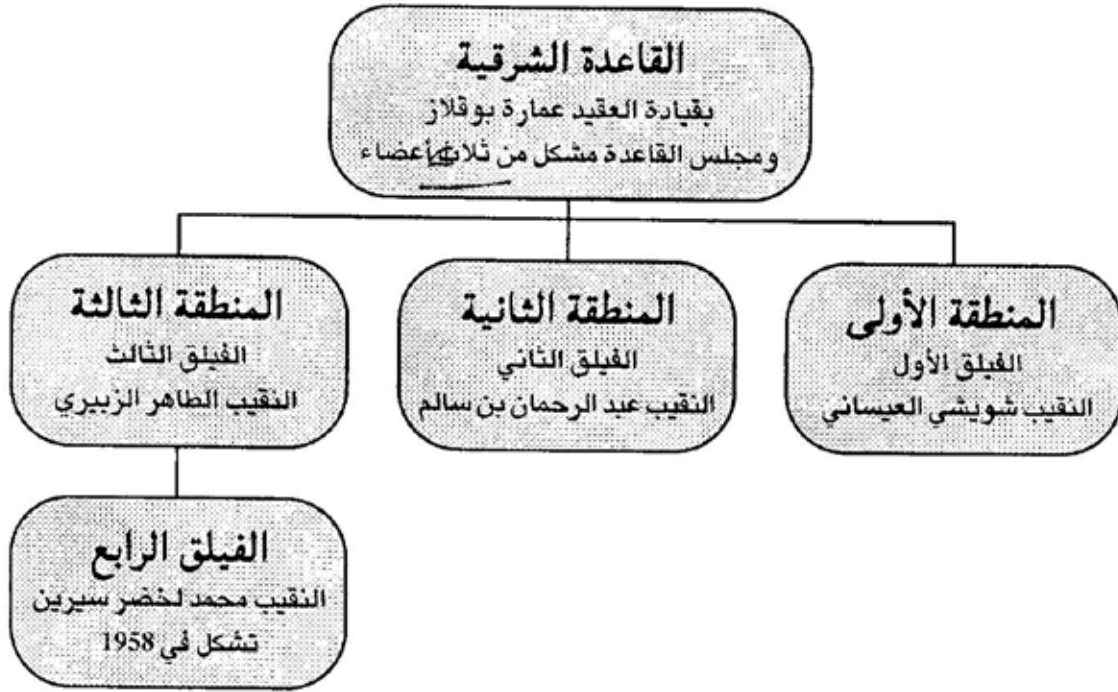 القاعدة الشرقية
بقيادة العقيد عمارة بوقلاز
ومجلس القاعدة مشكل من ثلاث أعضاء
المنطقة الأولى
الفيلق الأول
النقيب شويشي العيساني
المنطقة الثانية
الفيلق الثاني
النقيب عبد الرحمان بن سالم
المنطقة الثالثة
الفيلق الثالث
النقيب الطاهر الزبيري
الفيلق الرابع
النقيب محمد لخضر سيرين
تشكل في 1958